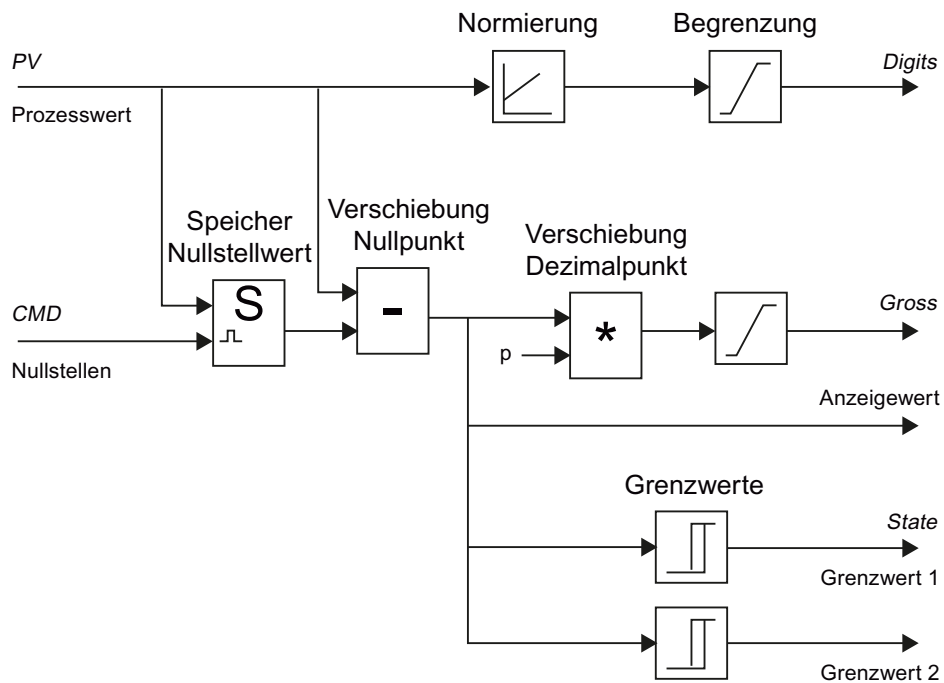 Normierung
Begrenzung
PV
Digits
Prozesswert
Speicher
Nullstellwert
Verschiebung
Nullpunkt
Verschiebung
Dezimalpunkt
CMD
S
-
*
Gross
p
Nullstellen
Anzeigewert
Grenzwerte
State
Grenzwert 1
Grenzwert 2